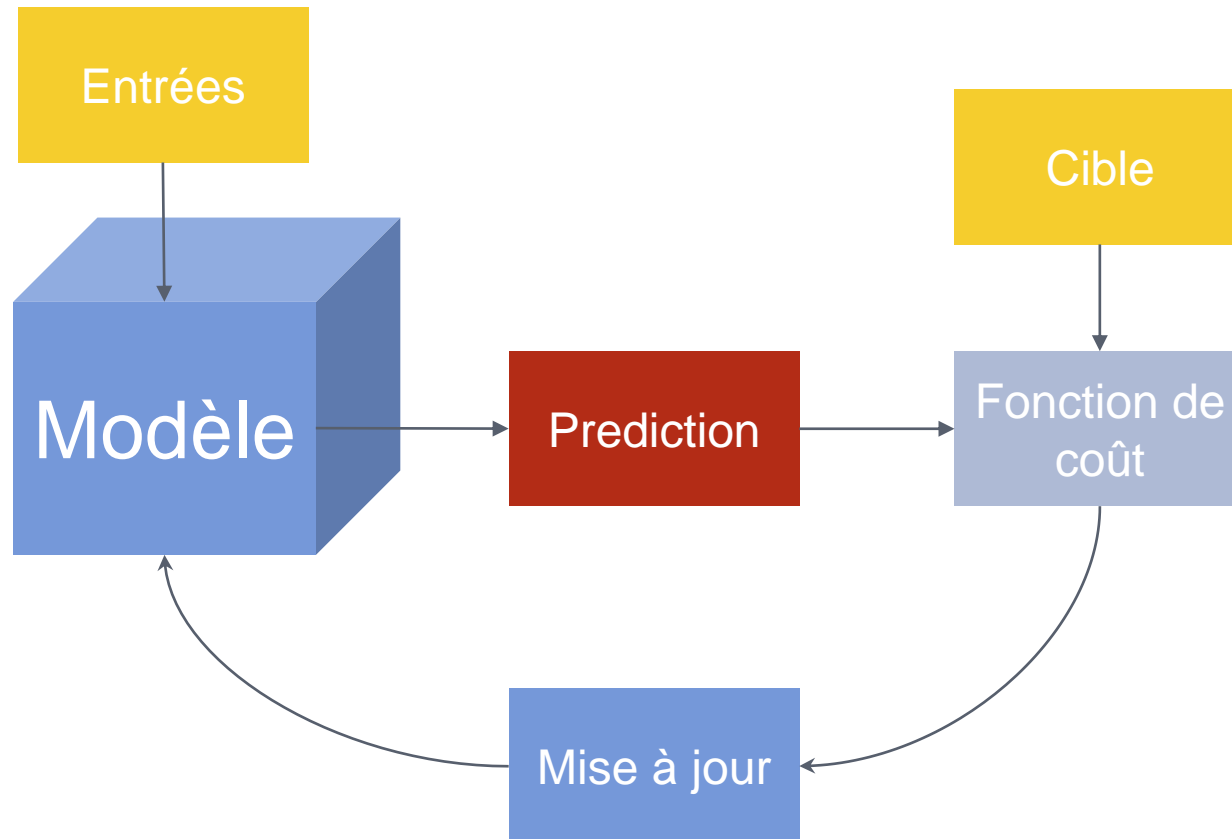 Entrées
Cible
Modèle
Prediction
Fonction de
coût
Mise à jour